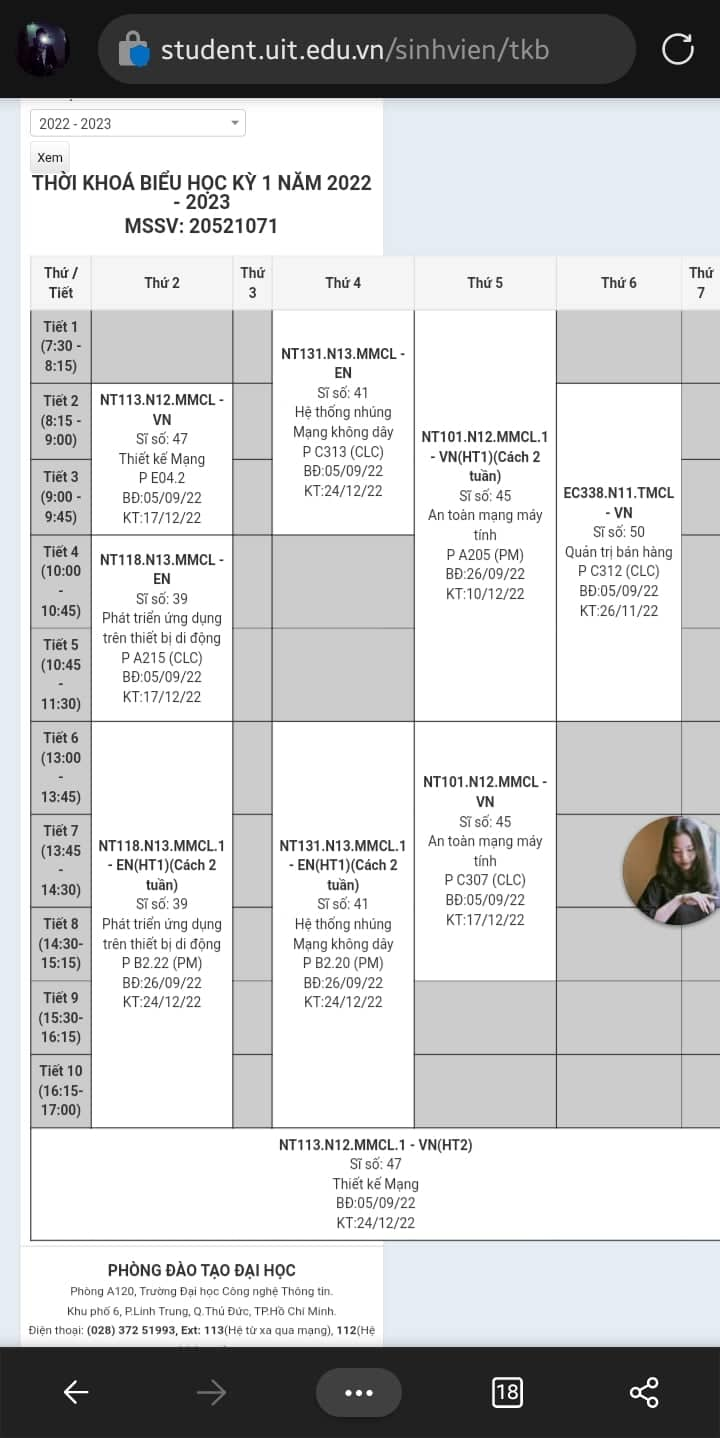 student.uit.edu.vn/sinhvien/tkb
2022 - 2023
Xem
THỜI KHOÁ BIỂU HỌC KỲ 1 NĂM 2022
- 2023
MSSV: 20521071
Thứ /
Tiết
Thứ 2
Thứ
3
Thứ 4
Thứ 5
Thứ 6
Thứ
7
Tiết 1
(7:30 -
8:15)
Tiết 2
(8:15 -
9:00)
Tiết 3
(9:00 -
9:45)
Tiết 4
(10:00
-
10:45)
Tiết 5
(10:45
-
11:30)
Tiết 6
(13:00
-
13:45)
Tiết 7
(13:45
-
14:30)
Tiết 8
(14:30-
15:15)
Tiết 9
(15:30-
16:15)
Tiết 10
(16:15-
17:00)
NT113.N12.MMCL -
VN
Sĩ số: 47
Thiết kế Mạng
P E04.2
BĐ:05/09/22
KT:17/12/22
NT118.N13.MMCL -
EN
Sĩ số: 39
Phát triển ứng dụng
trên thiết bị di động
P A215 (CLC)
BĐ:05/09/22
KT:17/12/22
NT118.N13.MMCL.1
- EN(HT1)(Cách 2
tuần)
Sĩ số: 39
Phát triển ứng dụng
trên thiết bị di động
P B2.22 (PM)
BĐ:26/09/22
KT:24/12/22
NT131.N13.MMCL -
EN
Sĩ số: 41
Hệ thống nhúng
Mạng không dây
P C313 (CLC)
BĐ:05/09/22
KT:24/12/22
NT131.N13.MMCL.1
- EN(HT1)(Cách 2
tuần)
Sĩ số: 41
Hệ thống nhúng
Mạng không dây
P B2.20 (PM)
BĐ:26/09/22
KT:24/12/22
NT101.N12.MMCL.1
- VN(HT1)(Cách 2
tuần)
Sĩ số: 45
An toàn mạng máy
tính
P A205 (PM)
BĐ:26/09/22
KT:10/12/22
NT101.N12.MMCL -
VN
Sĩ số: 45
An toàn mạng máy
tính
P C307 (CLC)
BĐ:05/09/22
KT:17/12/22
EC338.N11.TMCL
- VN
Sĩ số: 50
Quản trị bán hàng
P C312 (CLC)
BĐ:05/09/22
KT:26/11/22
NT113.N12.MMCL.1 - VN(HT2)
Sĩ số: 47
Thiết kế Mạng
BĐ:05/09/22
KT:24/12/22
PHÒNG ĐÀO TẠO ĐẠI HỌC
Phòng A120, Trường Đại học Công nghệ Thông tin.
Khu phố 6, P.Linh Trung, Q.Thủ Đức, TP.Hồ Chí Minh.
Điện thoại: (028) 372 51993, Ext: 113(Hệ từ xa qua mạng), 112(Hệ
18